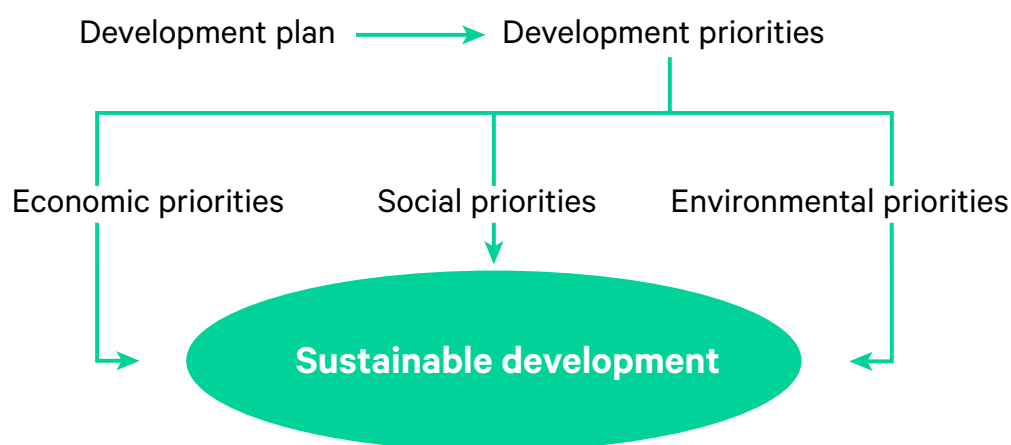 Development plan
Development priorities
Economic priorities
Social priorities
Environmental priorities
Sustainable development